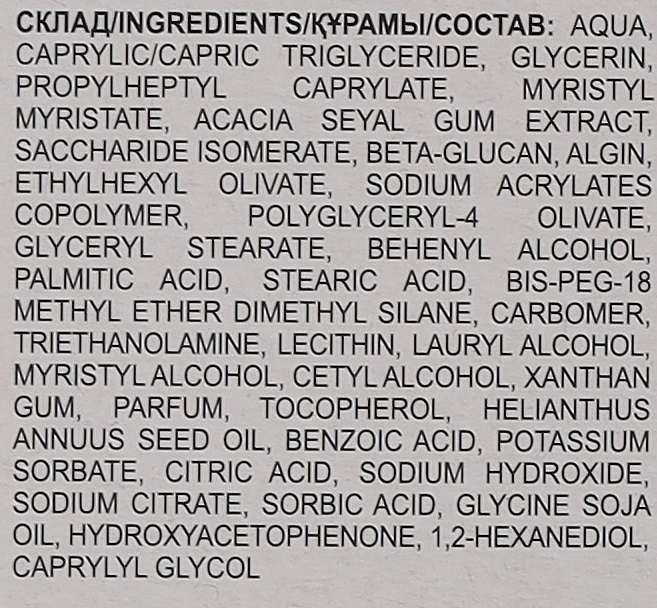 СКЛАД/INGREDIENTS/ҚҰРАМЫ/СОСТАВ: AQUA,
CAPRYLIC/CAPRIC TRIGLYCERIDE, GLYCERIN,
PROPYLHEPTYL CAPRYLATE, MYRISTYL
MYRISTATE, ACACIA SEYAL GUM EXTRACT,
SACCHARIDE ISOMERATE, BETA-GLUCAN, ALGIN,
ETHYLHEXYL OLIVATE, SODIUM ACRYLATES
COPOLYMER, POLYGLYCERYL-4 OLIVATE,
GLYCERYL STEARATE, BEHENYL ALCOHOL,
PALMITIC ACID, STEARIC ACID, BIS-PEG-18
METHYL ETHER DIMETHYL SILANE, CARBOMER,
TRIETHANOLAMINE, LECITHIN, LAURYL ALCOHOL,
MYRISTYL ALCOHOL, CETYL ALCOHOL, XANTHAN
GUM, PARFUM, TOCOPHEROL, HELIANTHUS
ANNUUS SEED OIL, BENZOIC ACID, POTASSIUM
SORBATE, CITRIC ACID, SODIUM HYDROXIDE,
SODIUM CITRATE, SORBIC ACID, GLYCINE SOJA
OIL, HYDROXYACETOPHENONE, 1,2-HEXANEDIOL,
CAPRYLYL GLYCOL